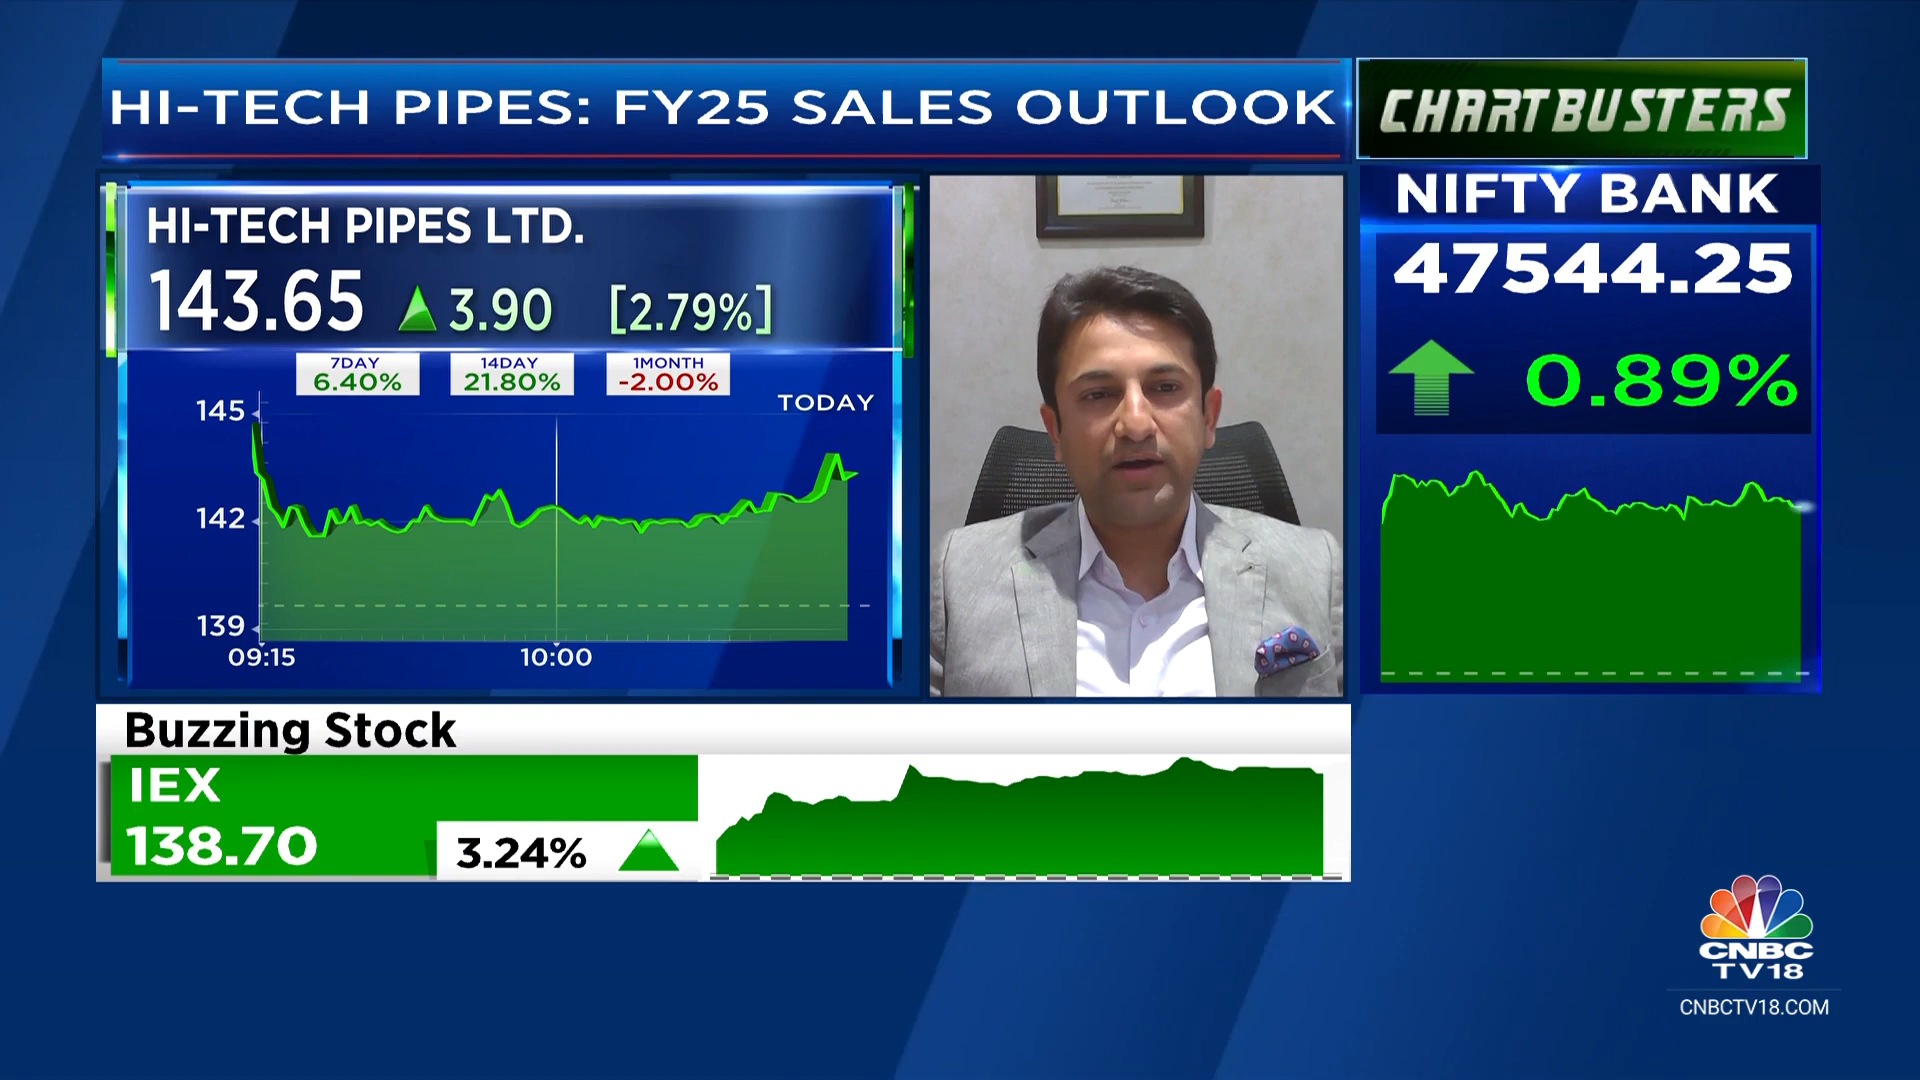 HI-TECH PIPES: FY25 SALES OUTLOOK
CHARTBUSTERS
HI-TECH PIPES LTD.
143.65 3.90 [2.79%]
7DAY
6.40%
14DAY
21.80%
1MONTH
-2.00%
TODAY
145
142
139
09:15 10:00
NIFTY BANK
47544.25
0.89%
Buzzing Stock
IEX
138.70
3.24%
CNBC
TV18
CNBCTV18.COM